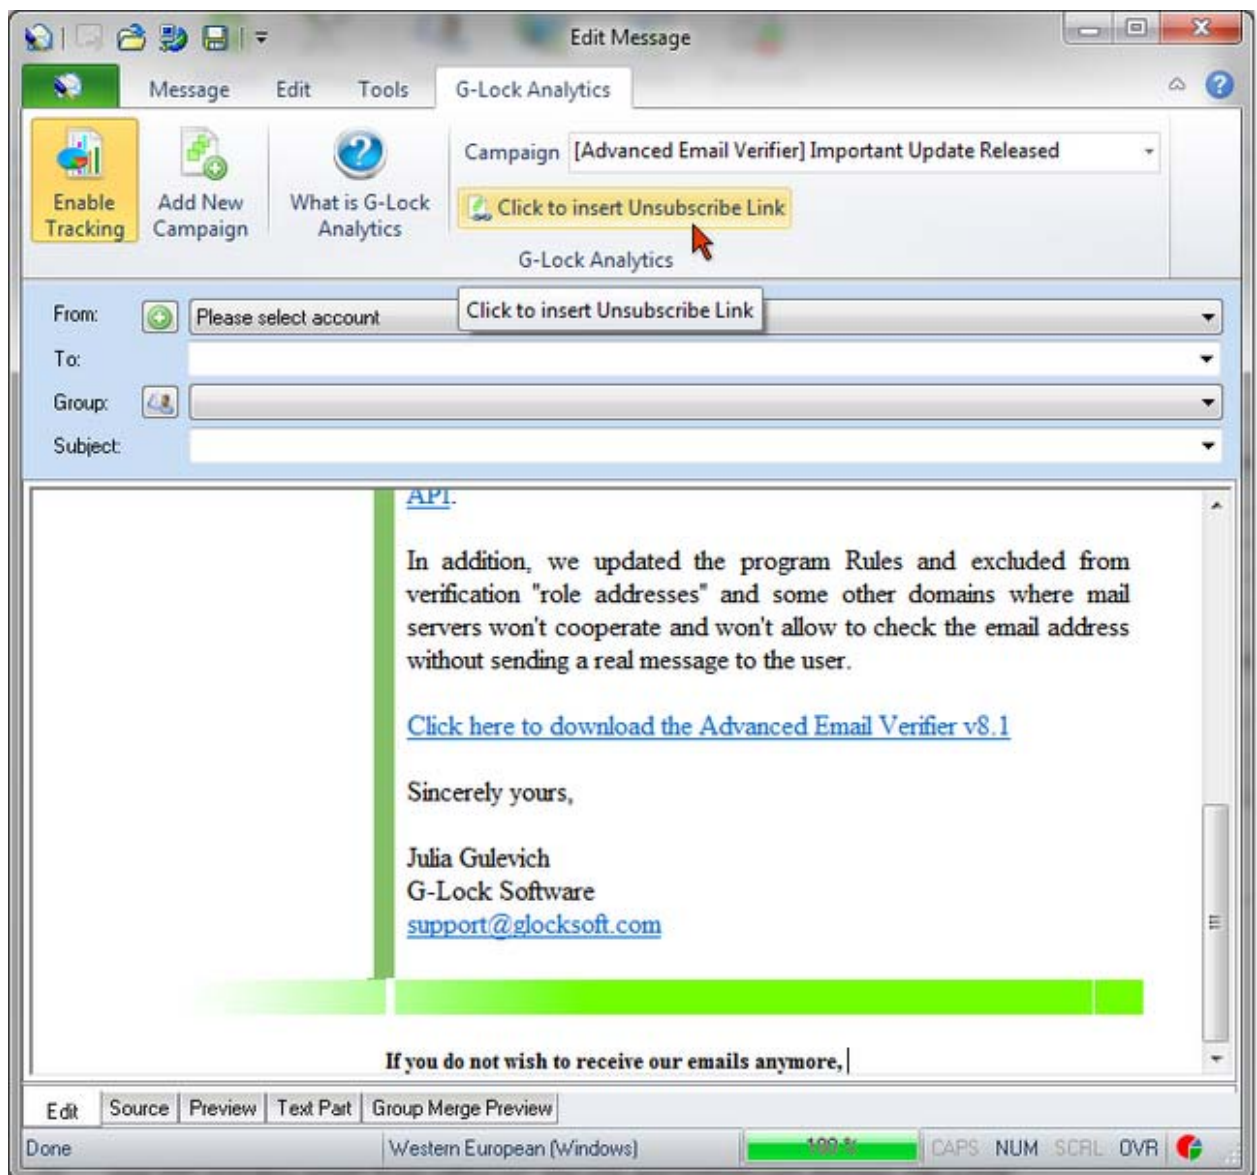 Edit Message
Message Edit Tools G-Lock Analytics
Enable Tracking
Add New Campaign
What is G-Lock Analytics
Campaign [Advanced Email Verifier] Important Update Released
Click to insert Unsubscribe Link
G-Lock Analytics
From: Please select account
Click to insert Unsubscribe Link
To:
Group:
Subject:
API.
In addition, we updated the program Rules and excluded from
verification "role addresses" and some other domains where mail
servers won't cooperate and won't allow to check the email address
without sending a real message to the user.
Click here to download the Advanced Email Verifier v8.1
Sincerely yours,
Julia Gulevich
G-Lock Software
support@glocksoft.com
If you do not wish to receive our emails anymore,
Edit Source Preview Text Part Group Merge Preview
Done Western European (Windows) 100 % CAPS NUM SCRL OVR